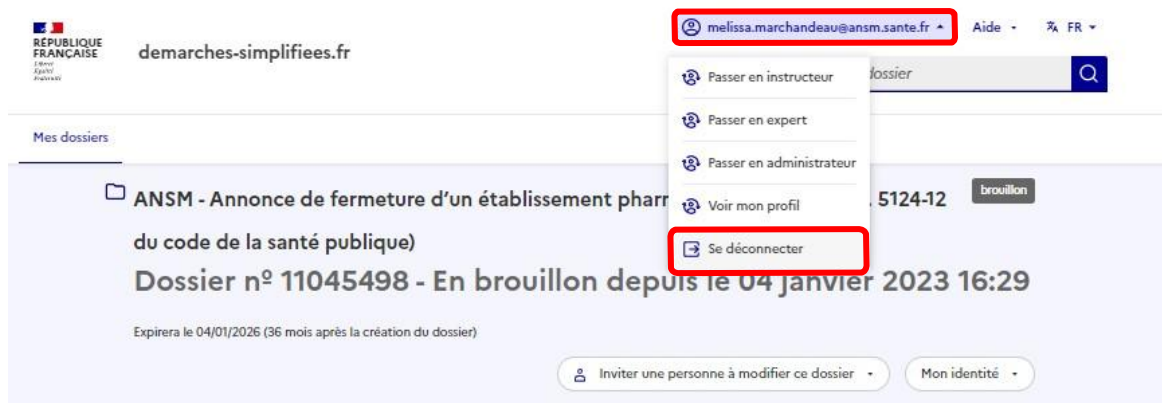 RÉPUBLIQUE
FRANÇAISE
Liberté
Égalité
Fraternité
demarches-simplifiees.fr
melissa.marchandeau@ansm.sante.fr
Aide
FR
dossier
Passer en instructeur
Passer en expert
Passer en administrateur
Voir mon profil
Se déconnecter
Mes dossiers
ANSM - Annonce de fermeture d'un établissement pharr . 5124-12
brouillon
du code de la santé publique)
Dossier nº 11045498 - En brouillon depuis le 04 janvier 2023 16:29
Expirera le 04/01/2026 (36 mois après la création du dossier)
Inviter une personne à modifier ce dossier
Mon identité